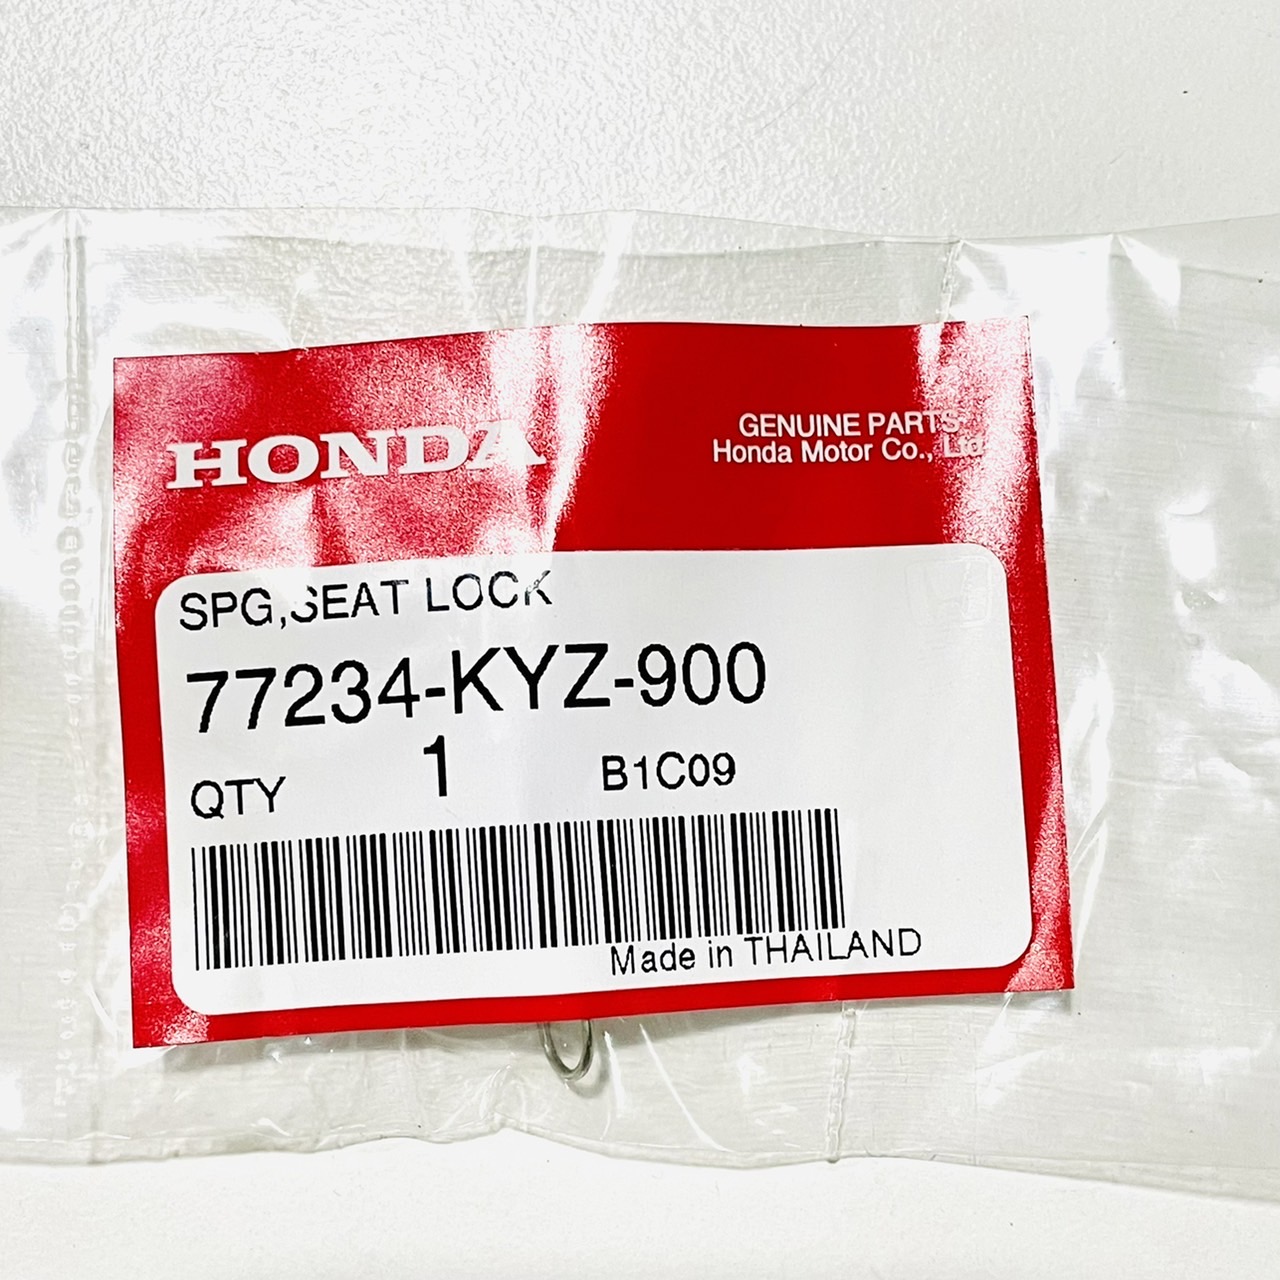 HONDA
GENUINE PARTS
Honda Motor Co., Ltd
SPG,SEAT LOCK
77234-KYZ-900
QTY 1 B1C09
Made in THAILAND